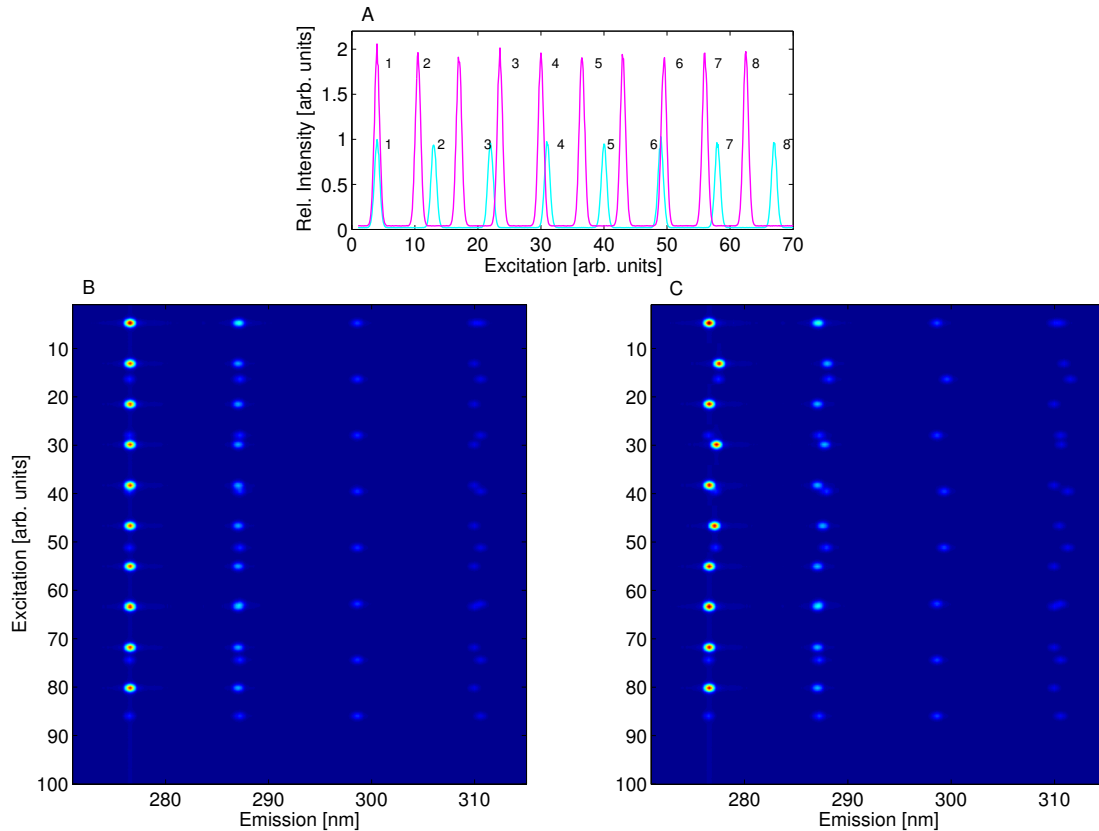 A
Rel. Intensity [arb. units]
2
1.5
1
0.5
0
1 2 3 4 5 6 7 8
1 2 3 4 5 6 7 8
1 10 20 30 40 50 60 70
Excitation [arb. units]
B
Excitation [arb. units]
10
20
30
40
50
60
70
80
90
100
280 290 300 310
Emission [nm]
C
10
20
30
40
50
60
70
80
90
100
280 290 300 310
Emission [nm]